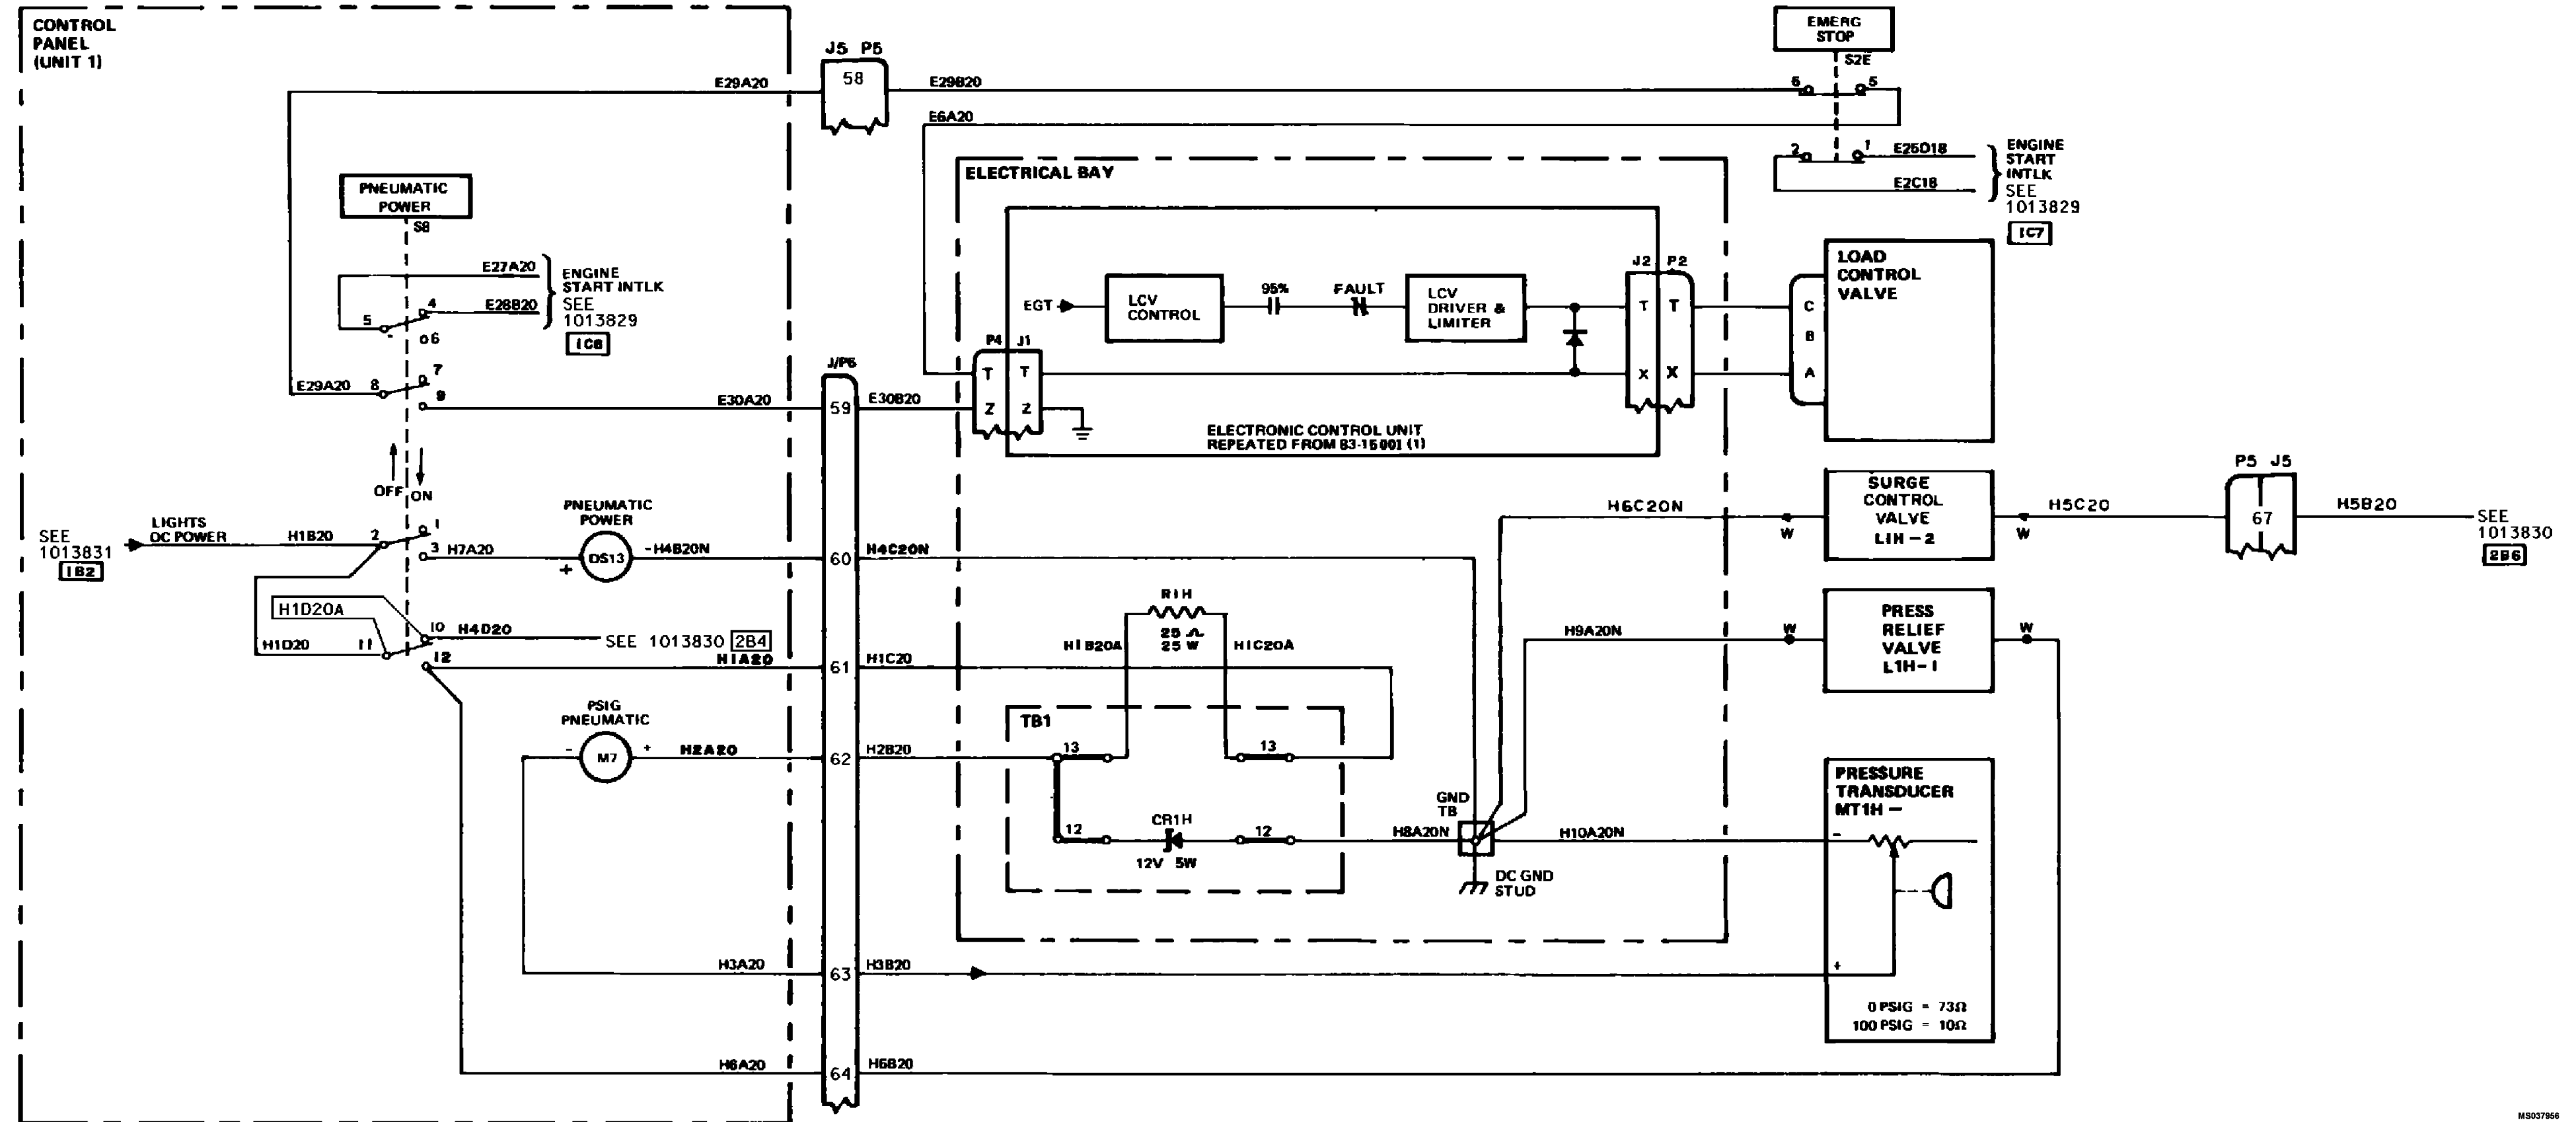 CONTROL
PANEL
(UNIT 1)
J5 P5
58
E29A20
E29B20
E6A20
EMERG
STOP
S2E
6
5
2
1
E25D18
E2C18
ENGINE
START
INTLK
SEE
1013829
1C7
PNEUMATIC
POWER
S8
E27A20
E28B20
ENGINE
START INTLK
SEE
1013829
1C8
5
4
6
7
E29A20
8
9
E30A20
J/P6
59
E30B20
ELECTRICAL BAY
EGT
LCV
CONTROL
95%
FAULT
LCV
DRIVER &
LIMITER
J2 P2
T T
X X
P4 J1
T T
Z Z
ELECTRONIC CONTROL UNIT
REPEATED FROM 83-15001 (1)
LOAD
CONTROL
VALVE
C
B
A
OFF
ON
SEE
1013831
1B2
LIGHTS
DC POWER
H1B20
2
1
3
H7A20
PNEUMATIC
POWER
+
DS13
-H4B20N
60
H4C20N
H1D20A
H1D20
11
10
H4D20
SEE 1013830 2B4
12
H1A20
61
H1C20
R1H
25 Ω
25 W
H1B20A
H1C20A
H6C20N
W
SURGE
CONTROL
VALVE
L1H-2
W
H5C20
P5 J5
67
H5B20
SEE
1013830
2B6
H9A20N
W
PRESS
RELIEF
VALVE
L1H-1
W
PSIG
PNEUMATIC
-
M7
+
H2A20
62
H2B20
TB1
13
13
12
CR1H
12V 5W
12
H8A20N
GND
TB
H10A20N
DC GND
STUD
PRESSURE
TRANSDUCER
MT1H -
-
+
0 PSIG = 73Ω
100 PSIG = 10Ω
H3A20
63
H3B20
H6A20
64
H6B20
MS037956